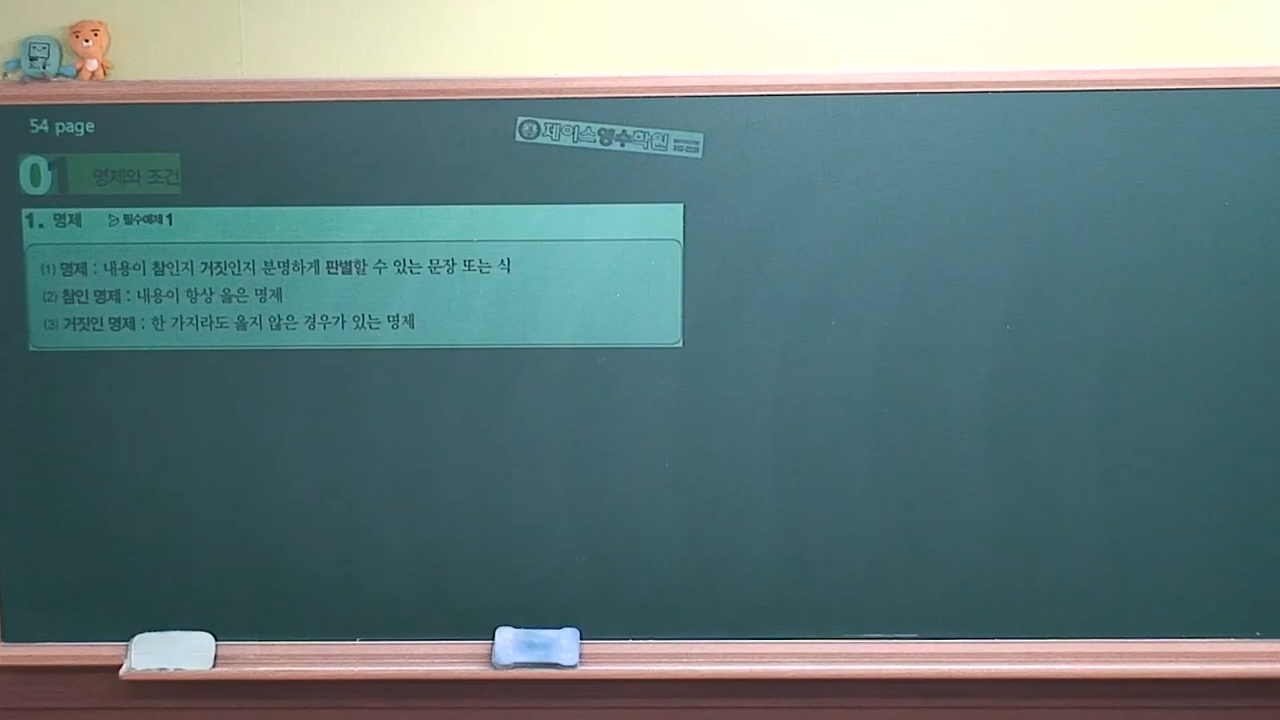 54 page
제이스영수학원
01 명제와 조건
1. 명제 ▷ 필수예제 1
(1) 명제 : 내용이 참인지 거짓인지 분명하게 판별할 수 있는 문장 또는 식
(2) 참인 명제 : 내용이 항상 옳은 명제
(3) 거짓인 명제 : 한 가지라도 옳지 않은 경우가 있는 명제